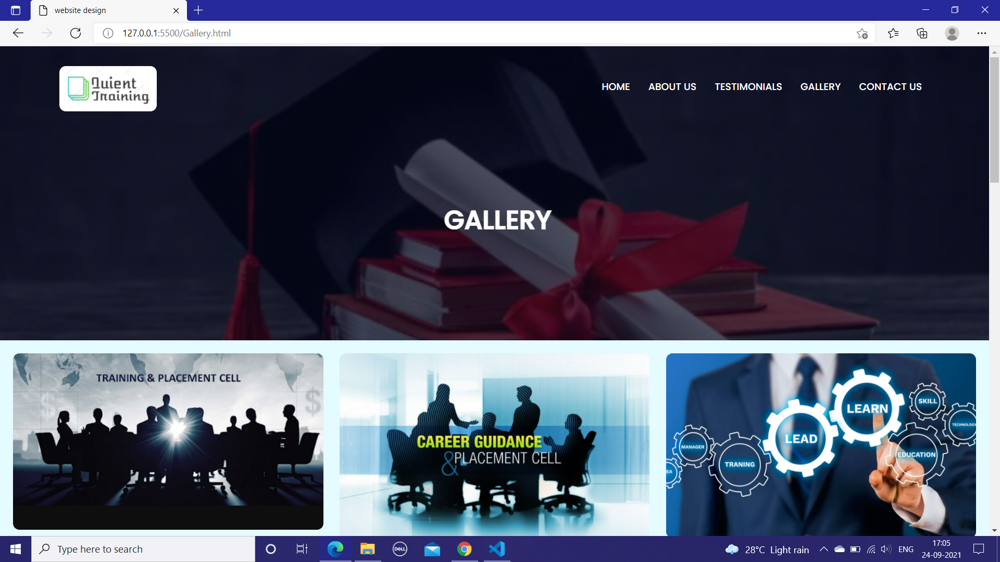 website design
127.0.0.1:5500/Gallery.html
Quient
Training
HOME ABOUT US TESTIMONIALS GALLERY CONTACT US
GALLERY
TRAINING & PLACEMENT CELL
$ $
CAREER GUIDANCE
& PLACEMENT CELL
LEARN
SKILL
TECHNOLOGY
LEAD
MANAGER
TRANING
EDUCATION
EA
Type here to search
DELL
28°C Light rain
ENG
17:05
24-09-2021